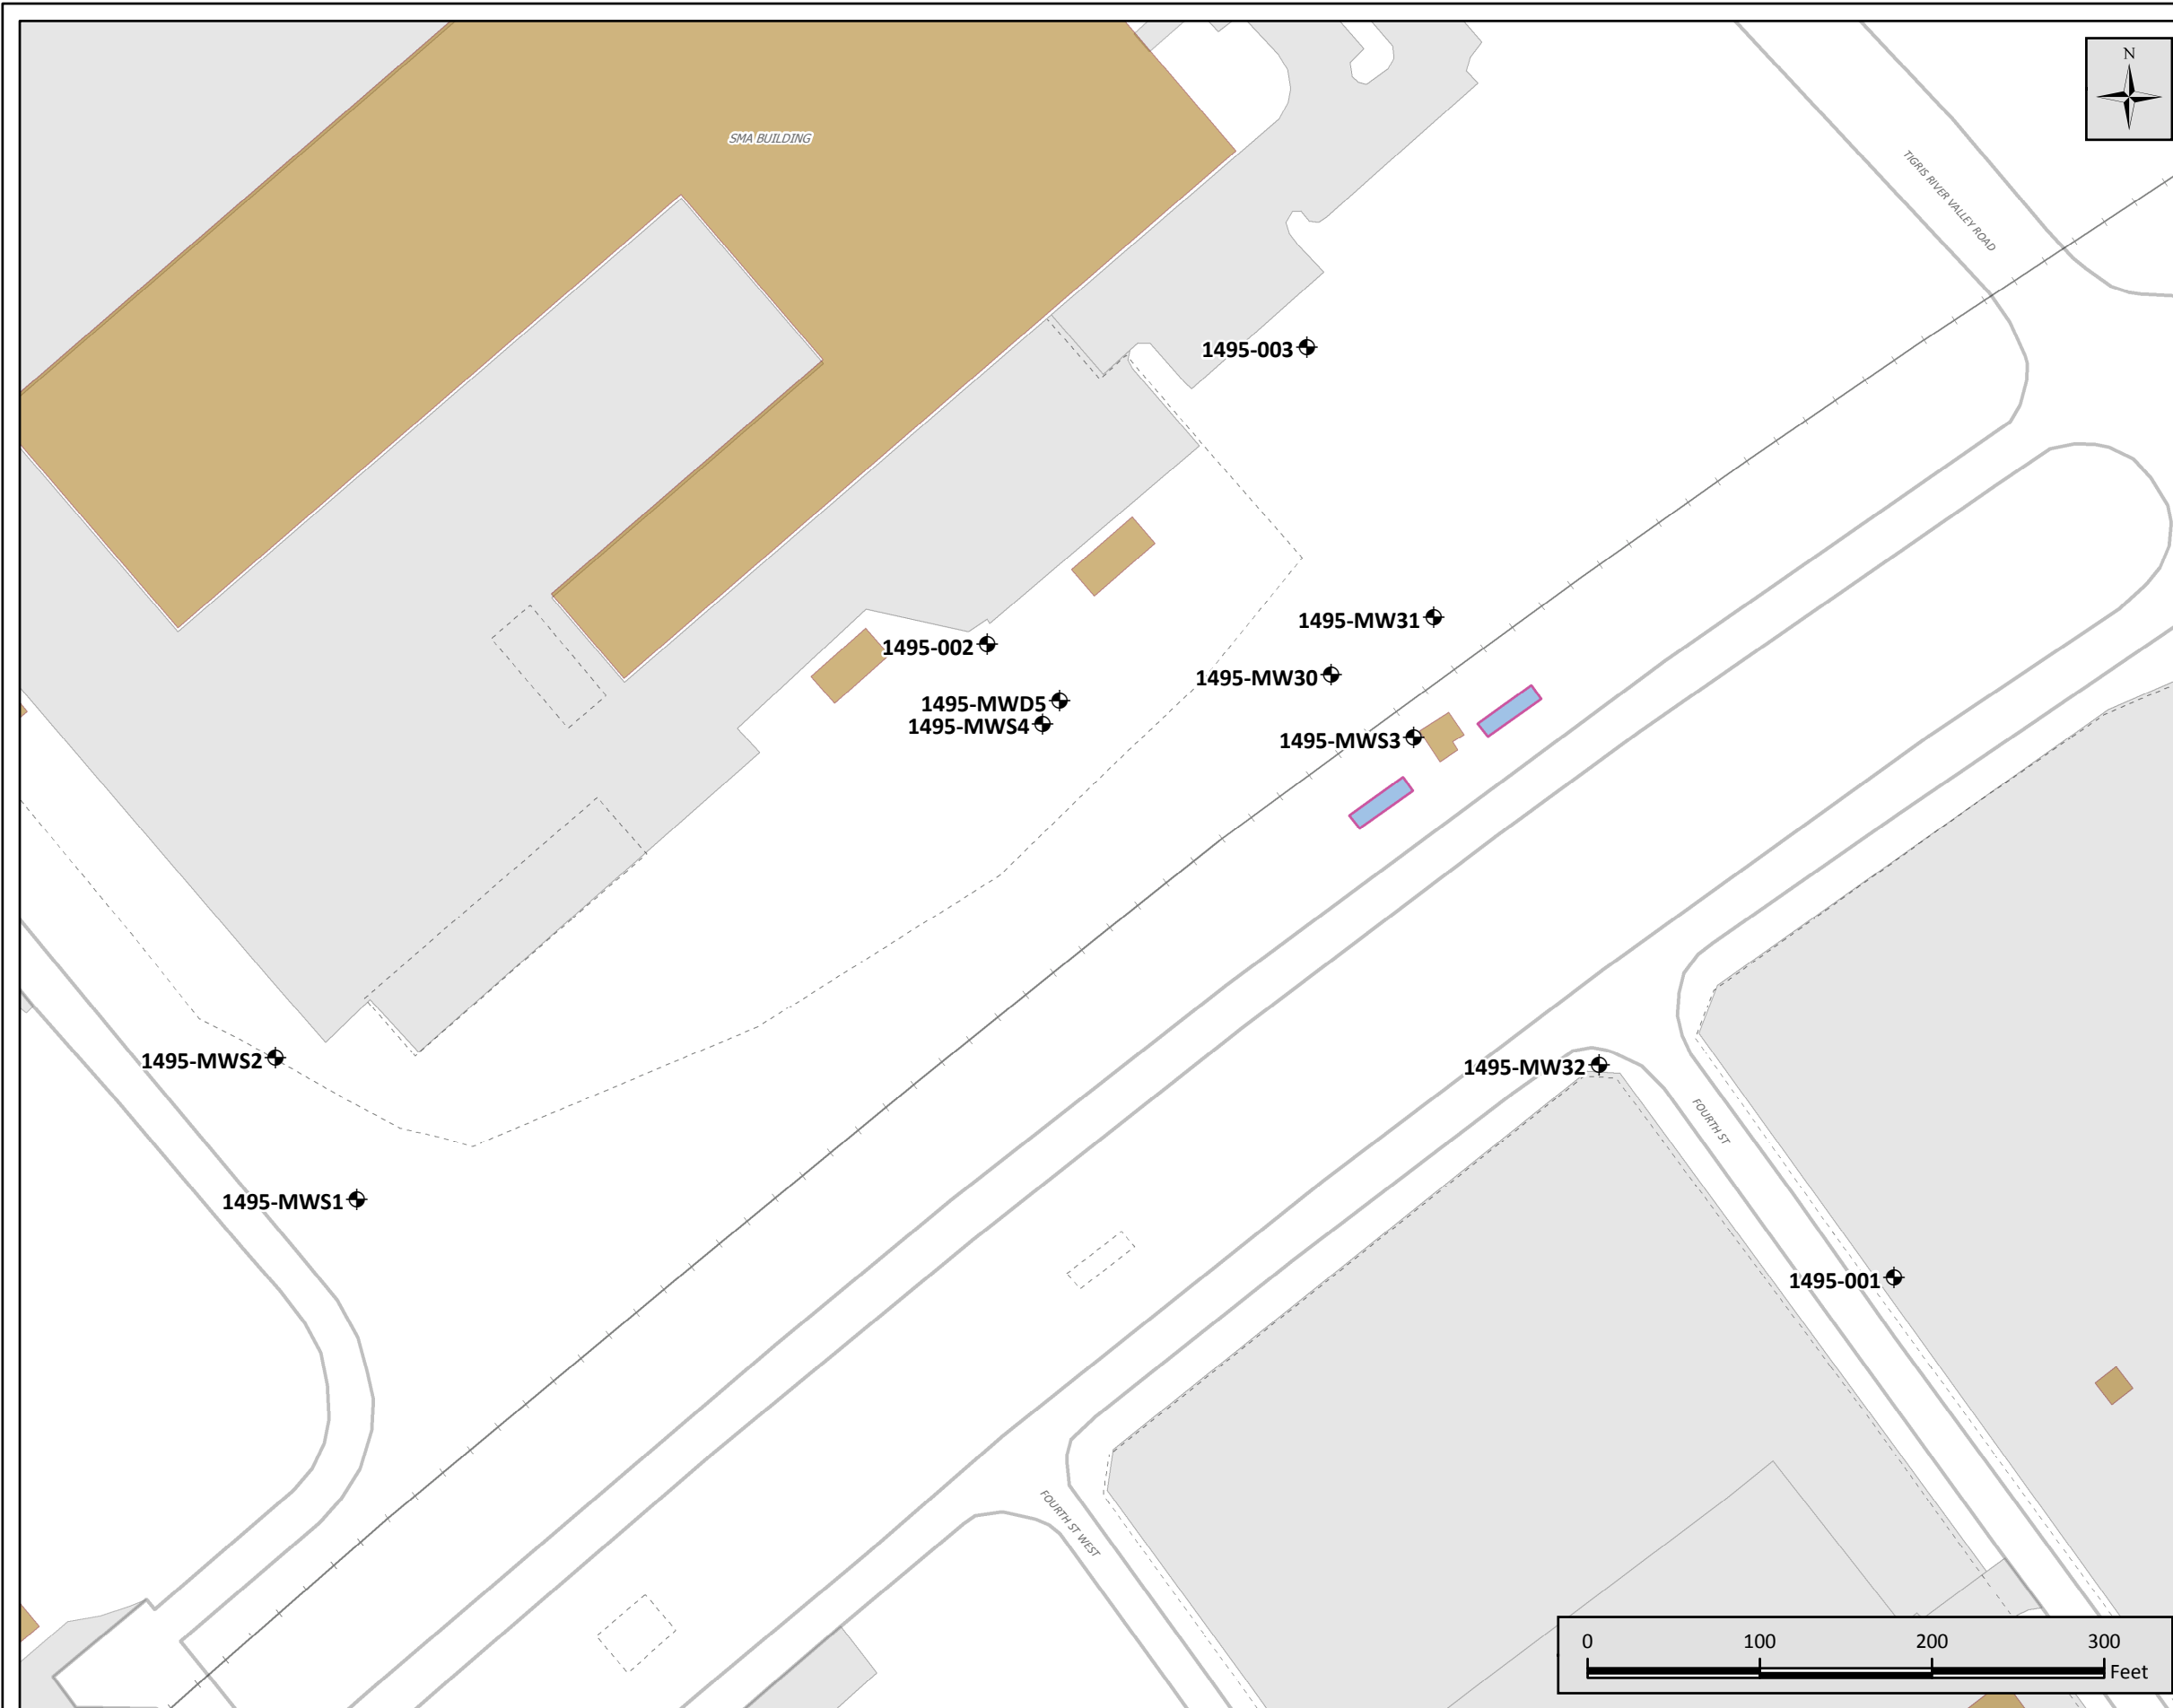 N
SMA BUILDING
TIGRIS RIVER VALLEY ROAD
1495-003
1495-MW31
1495-002
1495-MW30
1495-MWD5
1495-MWS4
1495-MWS3
1495-MWS2
1495-MW32
FOURTH ST
1495-MWS1
1495-001
FOURTH ST WEST
0 100 200 300
Feet